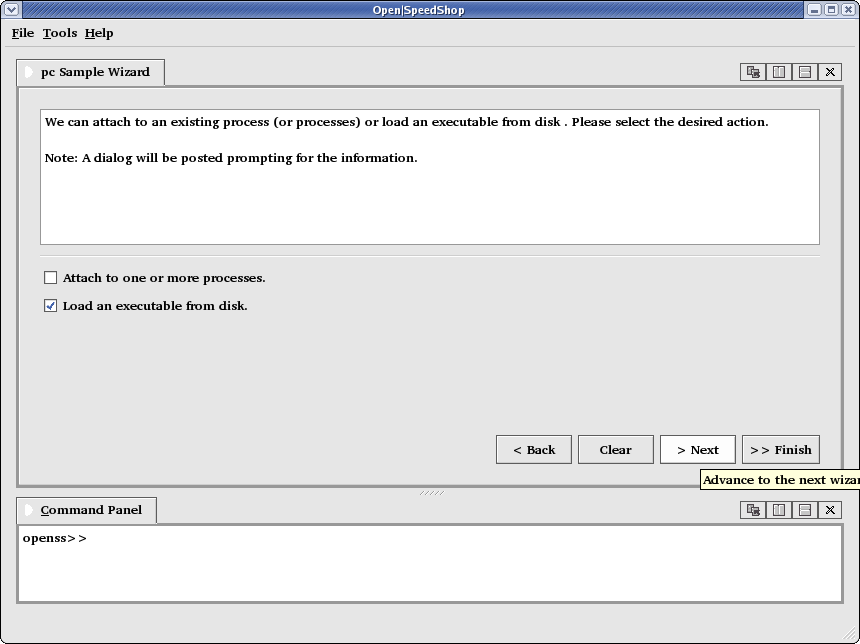 Open|SpeedShop
File Tools Help
pc Sample Wizard
We can attach to an existing process (or processes) or load an executable from disk . Please select the desired action.
Note: A dialog will be posted prompting for the information.
Attach to one or more processes.
Load an executable from disk.
< Back Clear > Next >> Finish
Advance to the next
Command Panel
openss>>